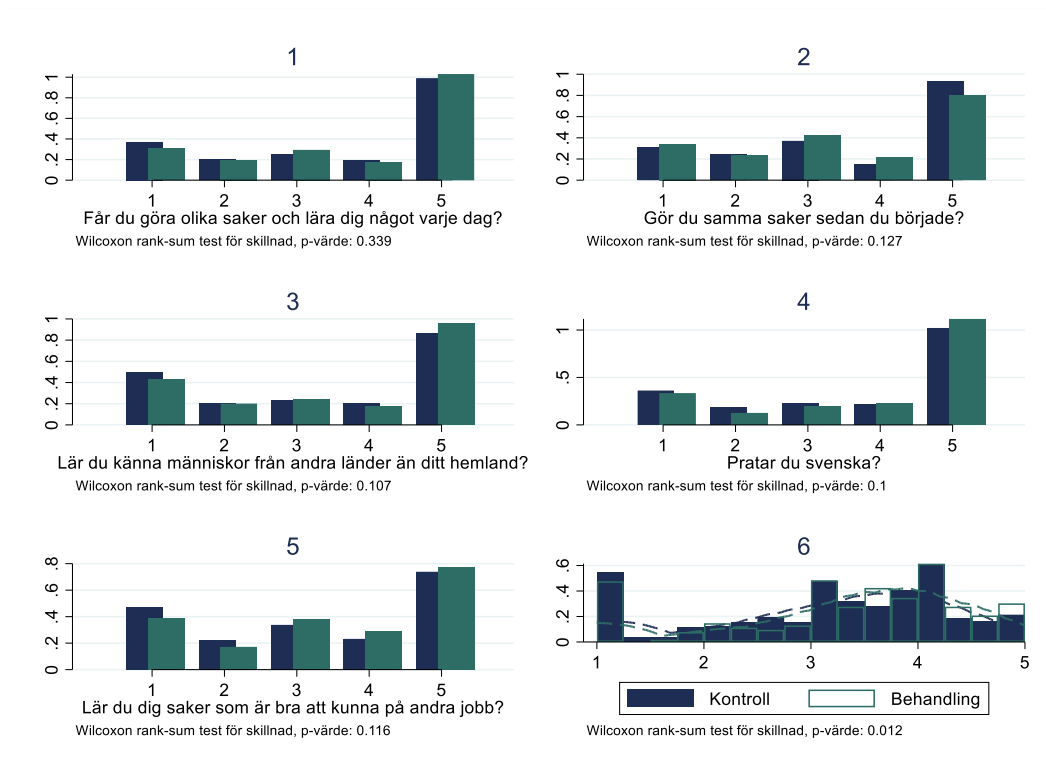 1
0 .2 .4 .6 .8 1
1 2 3 4 5
Får du göra olika saker och lära dig något varje dag?
Wilcoxon rank-sum test för skillnad, p-värde: 0.339
2
0 .2 .4 .6 .8 1
1 2 3 4 5
Gör du samma saker sedan du började?
Wilcoxon rank-sum test för skillnad, p-värde: 0.127
3
0 .2 .4 .6 .8 1
1 2 3 4 5
Lär du känna människor från andra länder än ditt hemland?
Wilcoxon rank-sum test för skillnad, p-värde: 0.107
4
0 .5 1
1 2 3 4 5
Pratar du svenska?
Wilcoxon rank-sum test för skillnad, p-värde: 0.1
5
0 .2 .4 .6 .8
1 2 3 4 5
Lär du dig saker som är bra att kunna på andra jobb?
Wilcoxon rank-sum test för skillnad, p-värde: 0.116
6
0 .2 .4 .6
1 2 3 4 5
Kontroll Behandling
Wilcoxon rank-sum test för skillnad, p-värde: 0.012